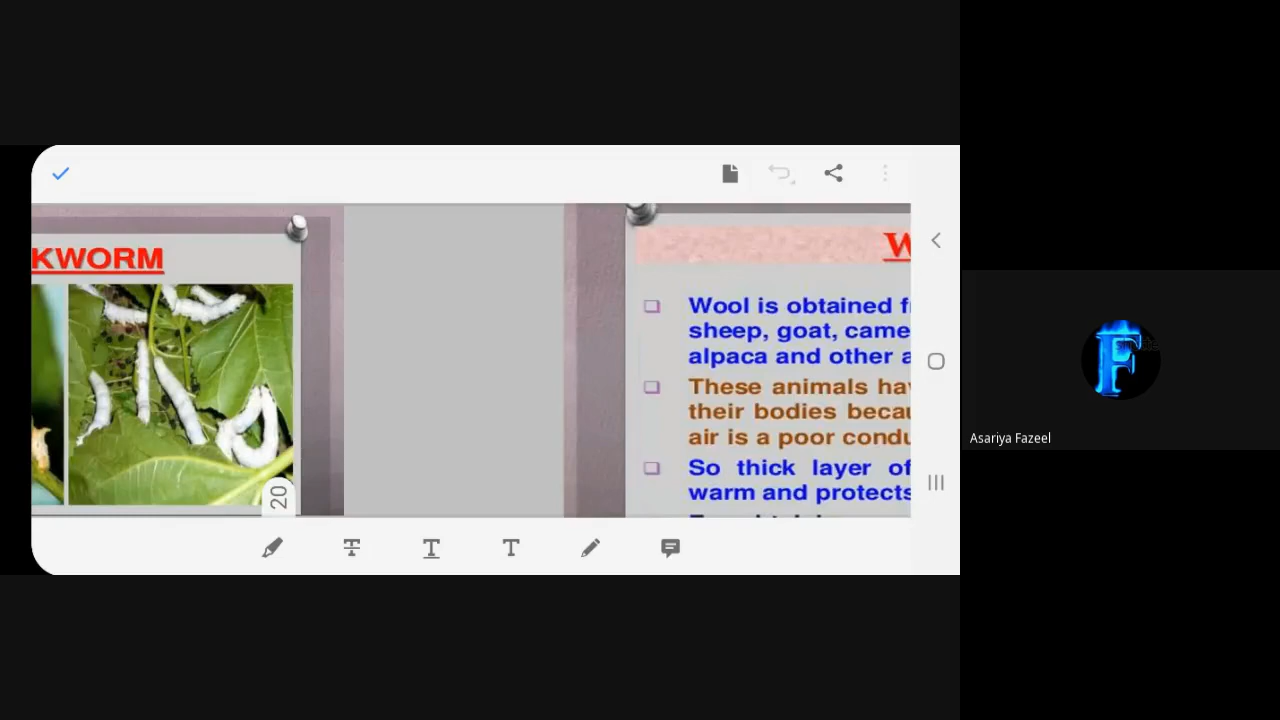 KWORM
20
W
Wool is obtained f
sheep, goat, came
alpaca and other a
These animals hav
their bodies becau
air is a poor condu
So thick layer of
warm and protects
T
T
T
F
Asariya Fazeel